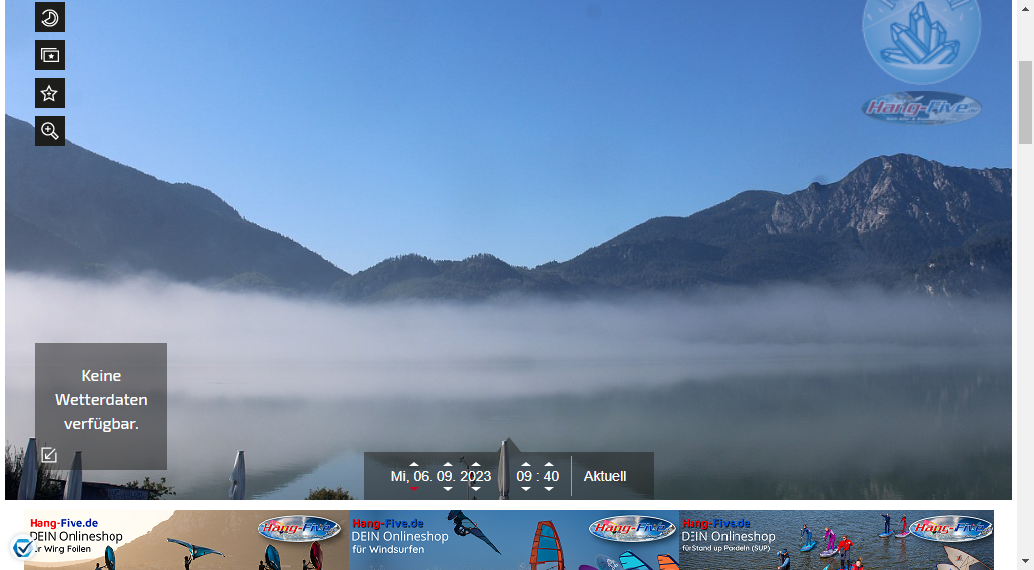 Hang-Five
Keine
Wetterdaten
verfügbar.
Mi, 06. 09. 2023 09 : 40 Aktuell
Hang-Five.de
DEIN Onlineshop
für Wing Foilen
Hang-Five
Hang-Five.de
DEIN Onlineshop
für Windsurfen
Hang-Five
Hang-Five.de
DEIN Onlineshop
für Stand up Paddeln (SUP)
Hang-Five